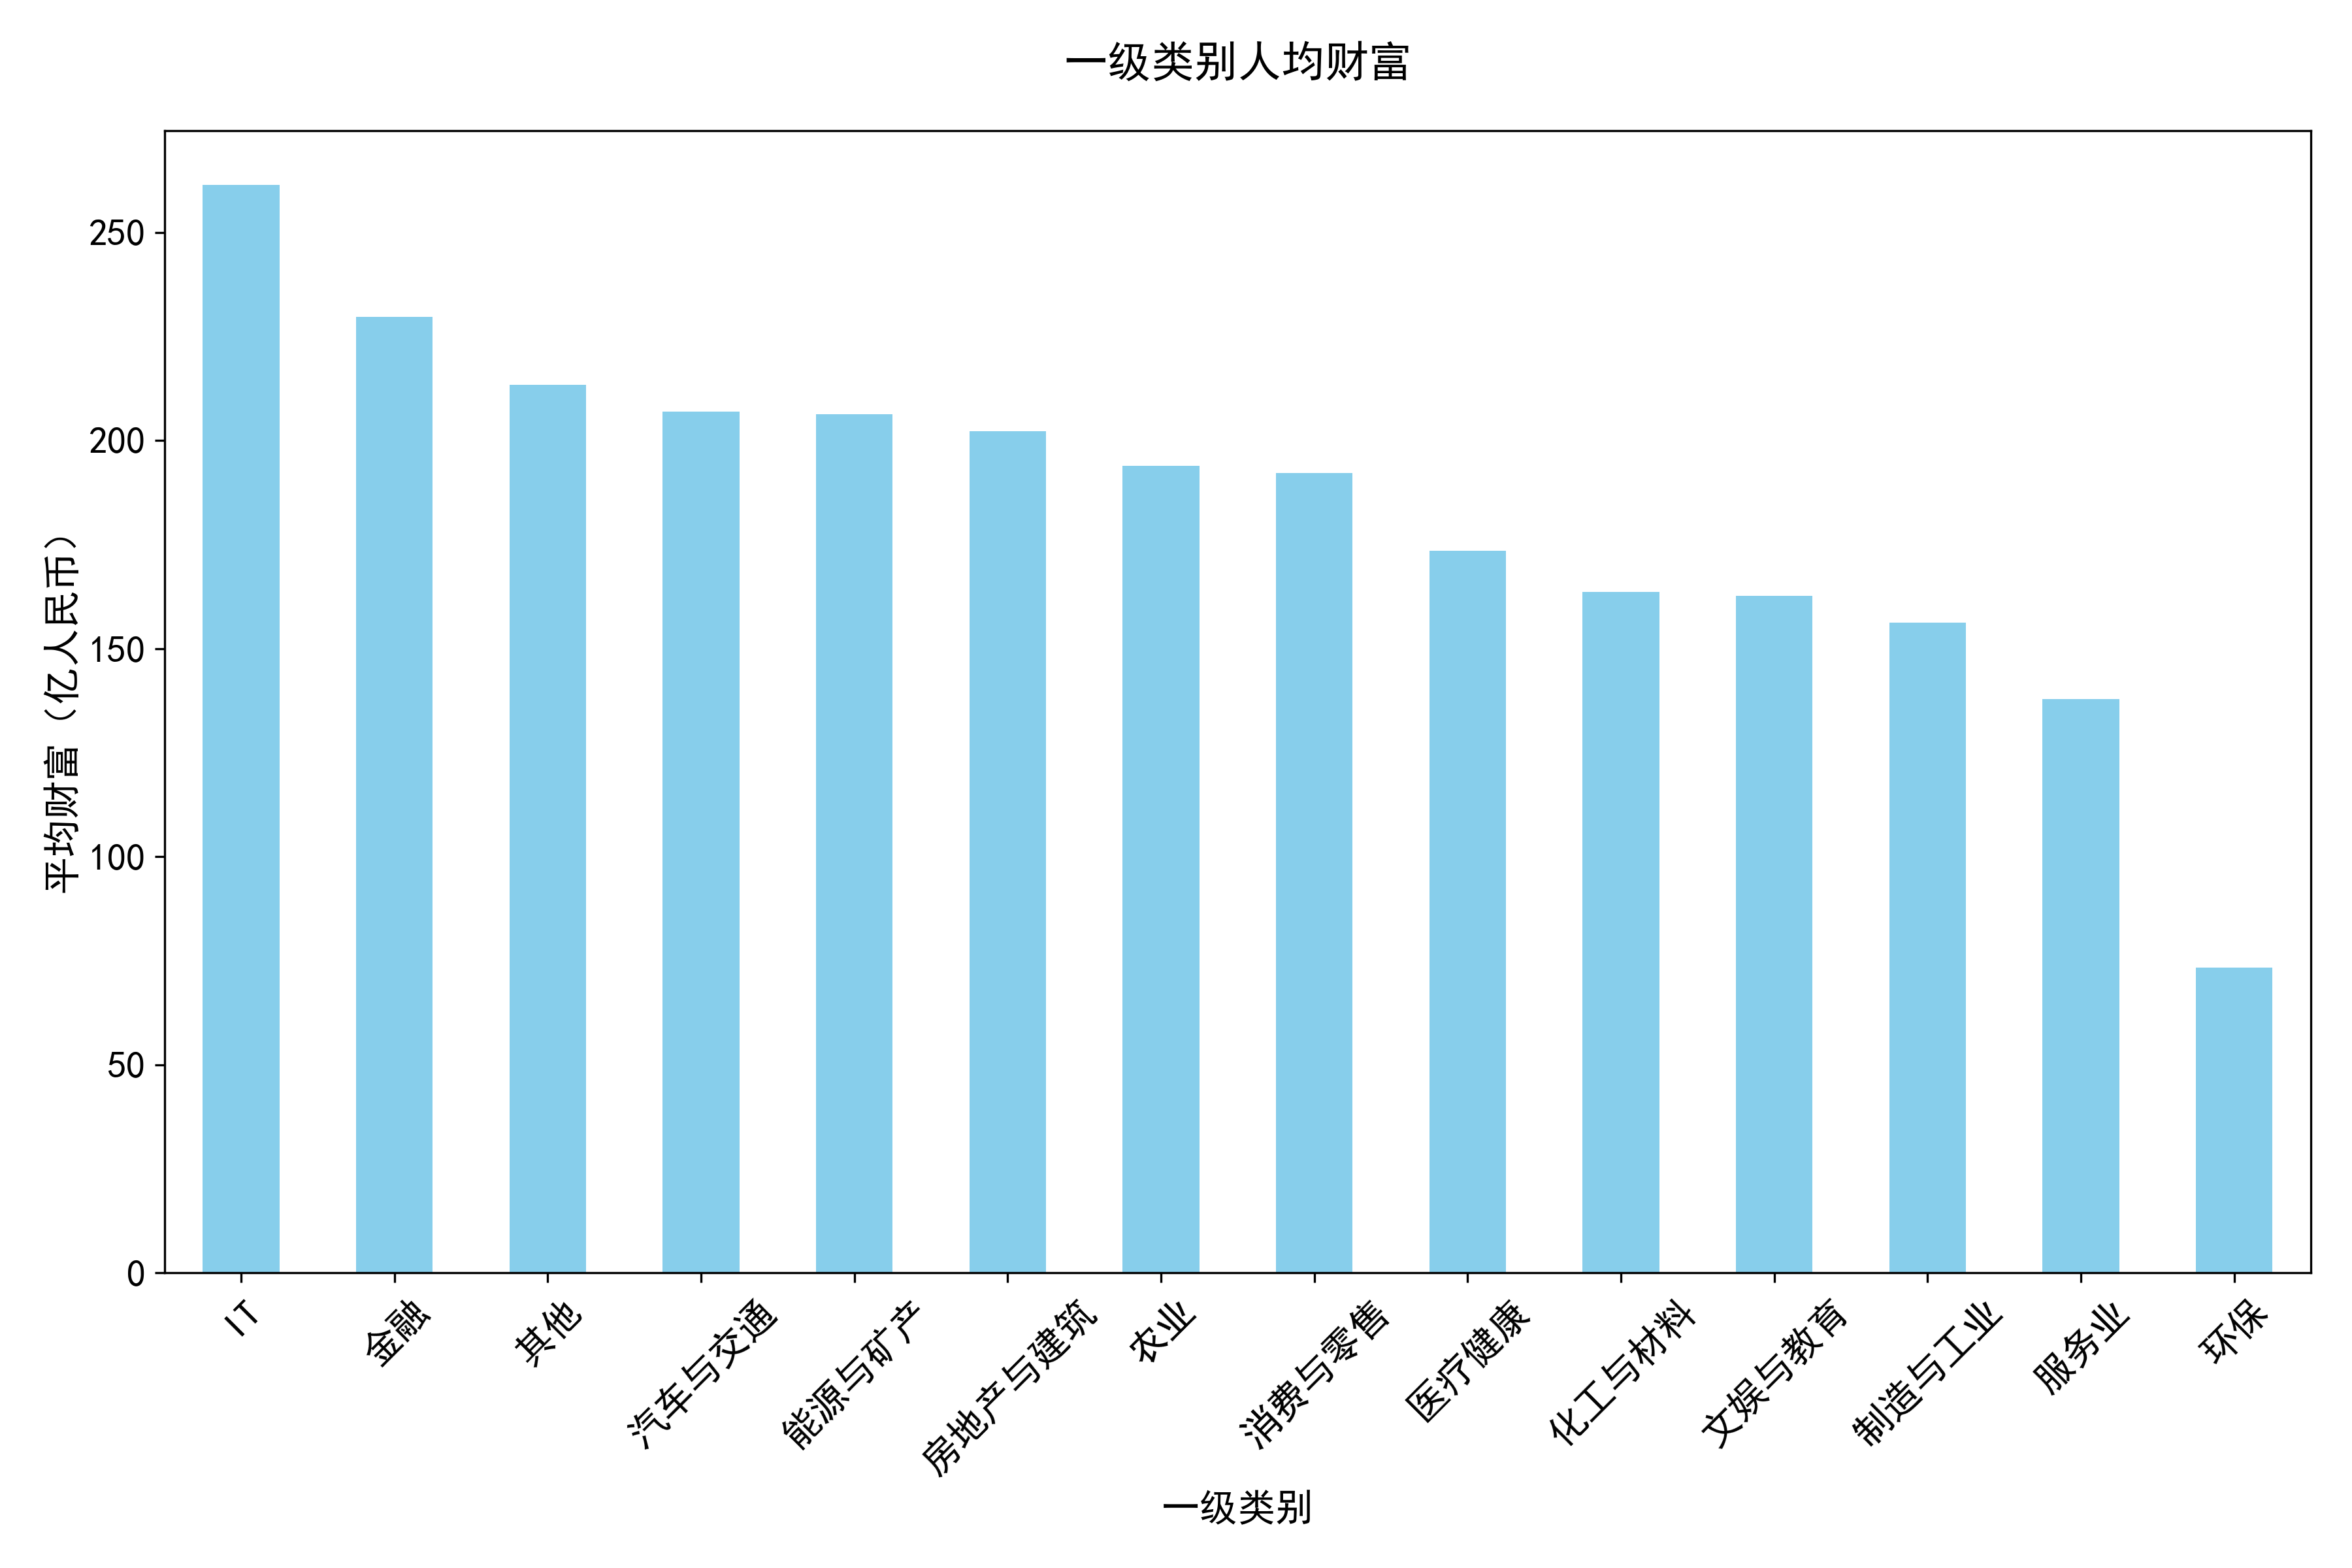 一级类别人均财富
平均财富（亿人民币）
250
200
150
100
50
0
IT
金融
其他
汽车与交通
能源与矿产
房地产与建筑
农业
消费与零售
医疗健康
化工与材料
文娱与教育
制造与工业
服务业
环保
一级类别